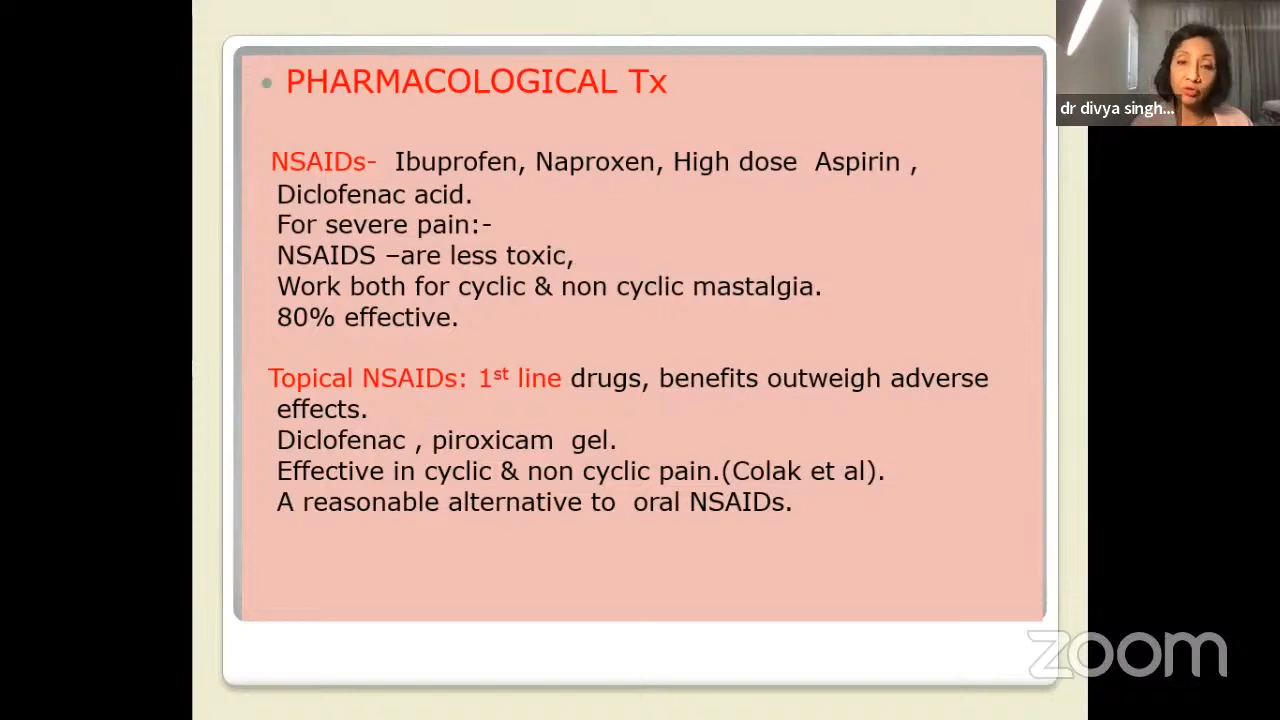 • PHARMACOLOGICAL Tx
NSAIDs- Ibuprofen, Naproxen, High dose Aspirin ,
Diclofenac acid.
For severe pain:-
NSAIDS –are less toxic,
Work both for cyclic & non cyclic mastalgia.
80% effective.
Topical NSAIDs: 1st line drugs, benefits outweigh adverse
effects.
Diclofenac , piroxicam gel.
Effective in cyclic & non cyclic pain.(Colak et al).
A reasonable alternative to oral NSAIDs.
dr divya singh...
zoom